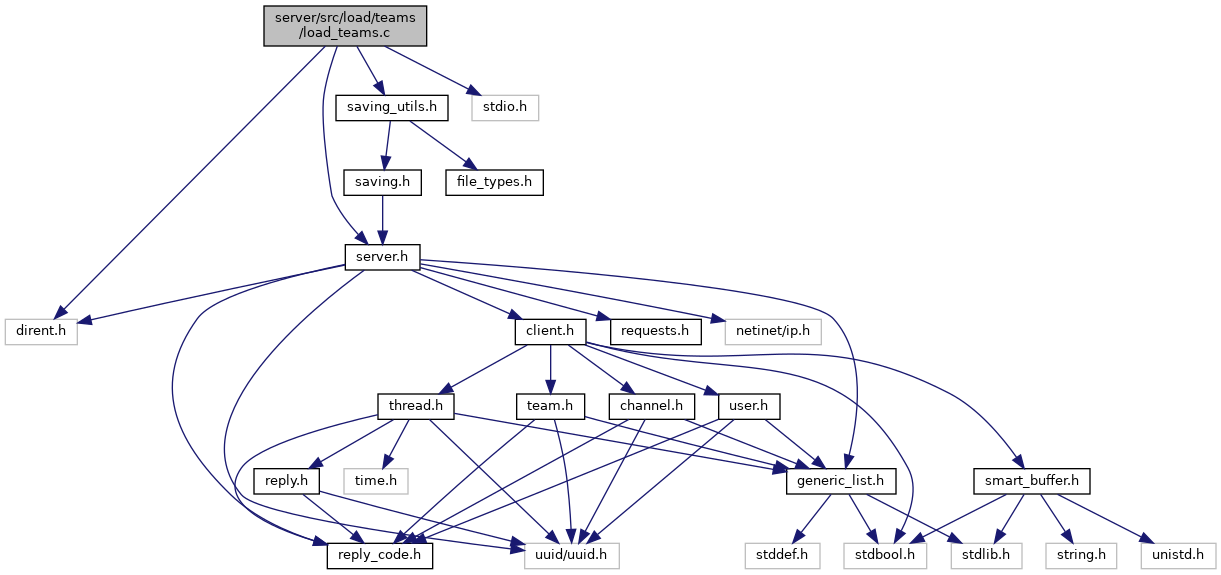 server/src/load/teams
/load_teams.c
saving_utils.h
stdio.h
saving.h
file_types.h
server.h
dirent.h
client.h
requests.h
netinet/ip.h
thread.h
team.h
channel.h
user.h
reply.h
time.h
generic_list.h
smart_buffer.h
reply_code.h
uuid/uuid.h
stddef.h
stdbool.h
stdlib.h
string.h
unistd.h